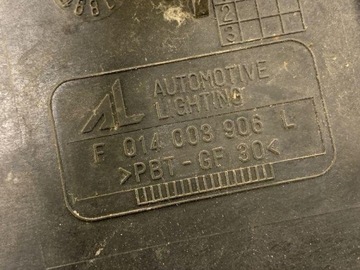 2
3
AL AUTOMOTIVE
LIGHTING
F 014 003 906 L
>PBT-GF 30<